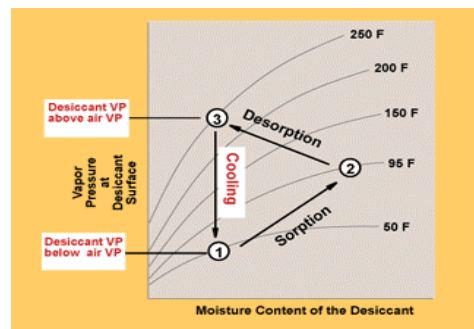 250 F
200 F
Desiccant VP
above air VP
3
Desorption
150 F
Vapor
Pressure
at
Desiccant
Surface
Cooling
2
95 F
Sorption
Desiccant VP
below air VP
1
50 F
Moisture Content of the Desiccant